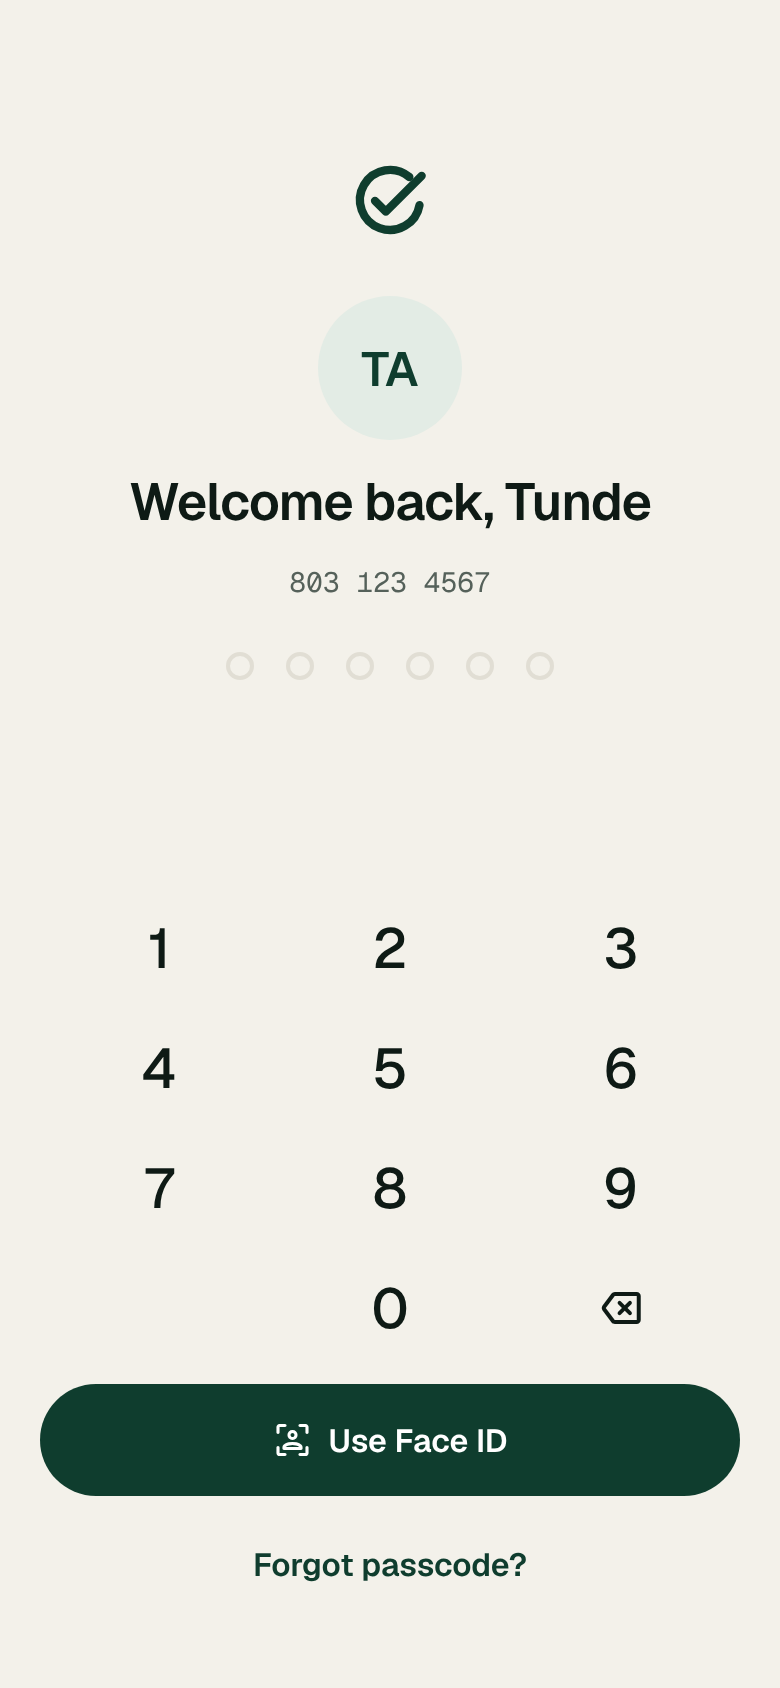 TA
Welcome back, Tunde
803 123 4567
1 2 3
4 5 6
7 8 9
0
Use Face ID
Forgot passcode?